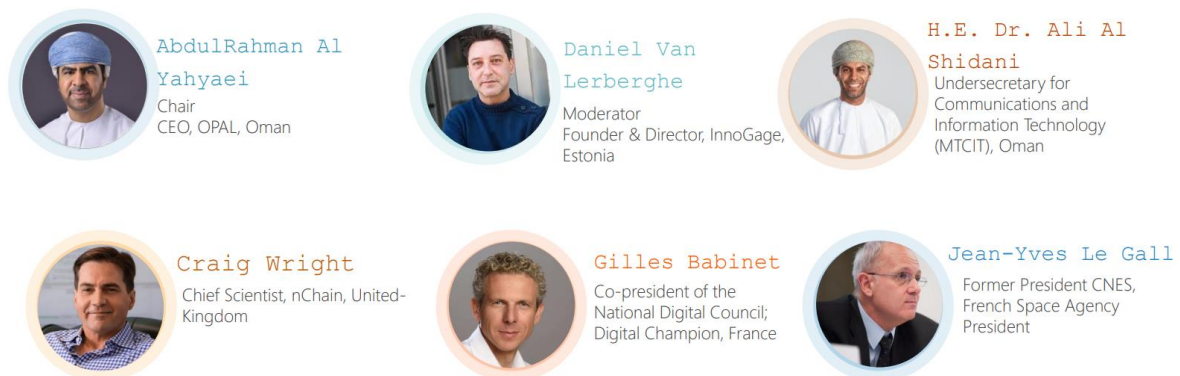 AbdulRahman Al
Yahyaei
Chair
CEO, OPAL, Oman
Daniel Van
Lerberghe
Moderator
Founder & Director, InnoGage,
Estonia
H.E. Dr. Ali Al
Shidani
Undersecretary for
Communications and
Information Technology
(MTCIT), Oman
Craig Wright
Chief Scientist, nChain, United-
Kingdom
Gilles Babinet
Co-president of the
National Digital Council;
Digital Champion, France
Jean-Yves Le Gall
Former President CNES,
French Space Agency
President